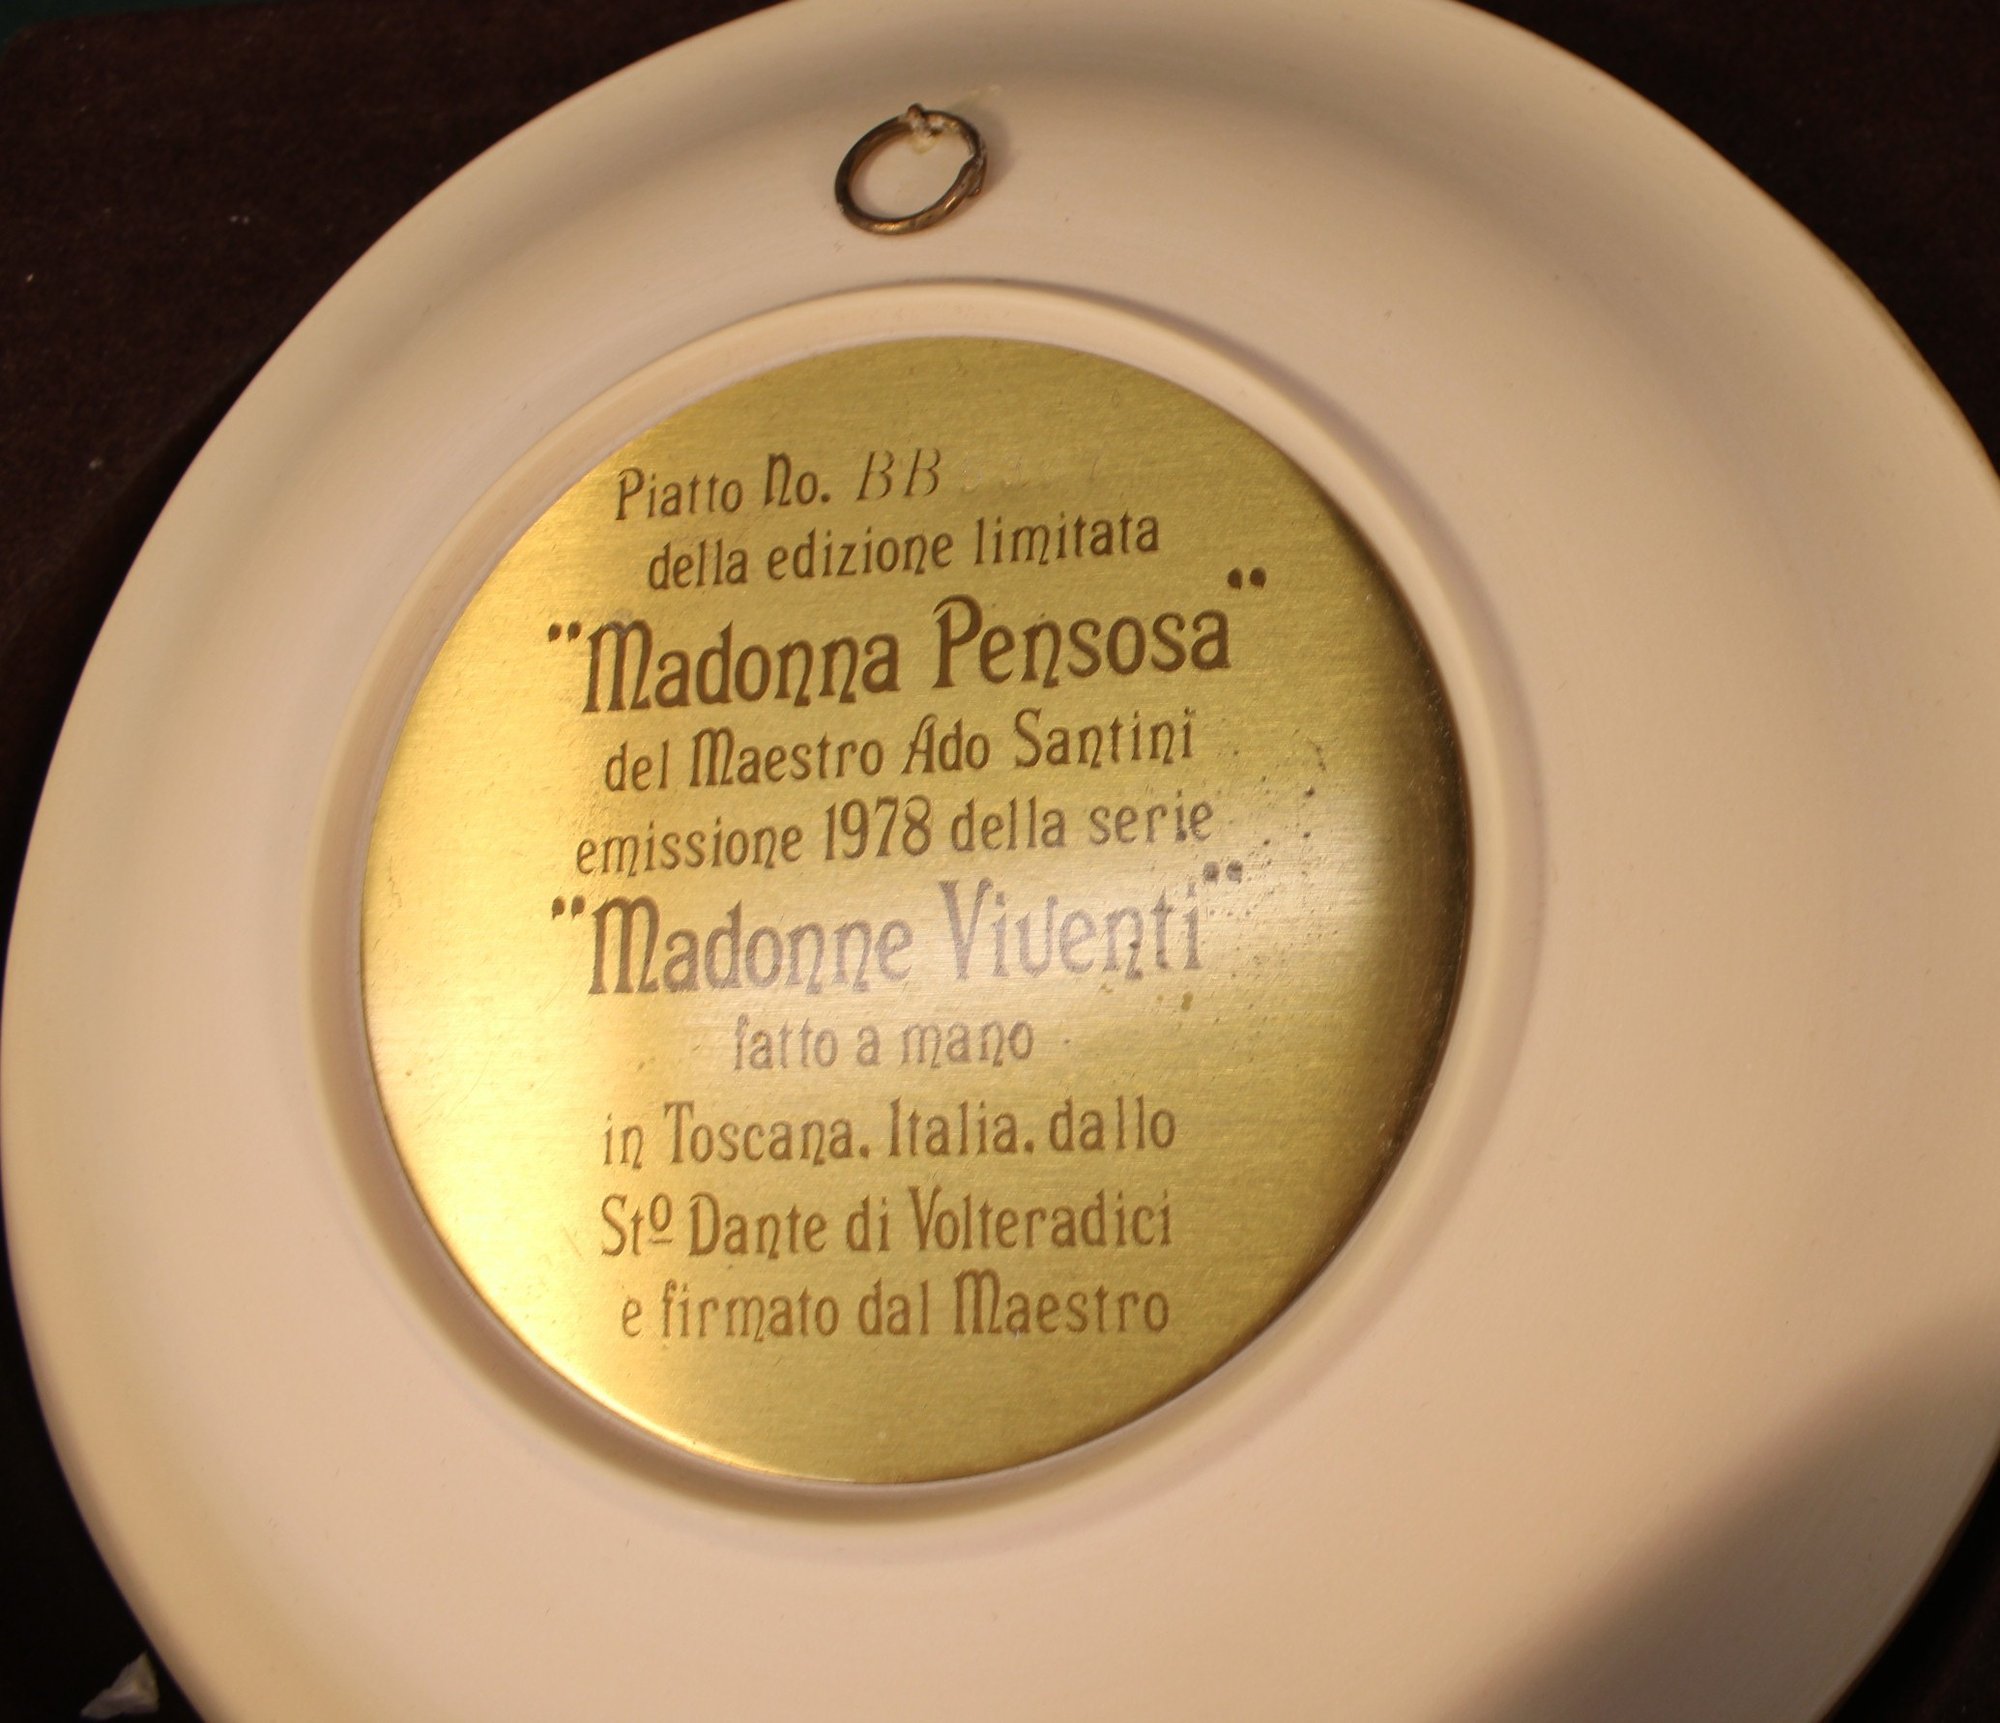 Piatto No. BB
della edizione limitata
"Madonna Pensosa"
del Maestro Ado Santini
emissione 1978 della serie
"Madonne Viventi"
fatto a mano
in Toscana, Italia, dallo
Stº Dante di Volteradici
e firmato dal Maestro